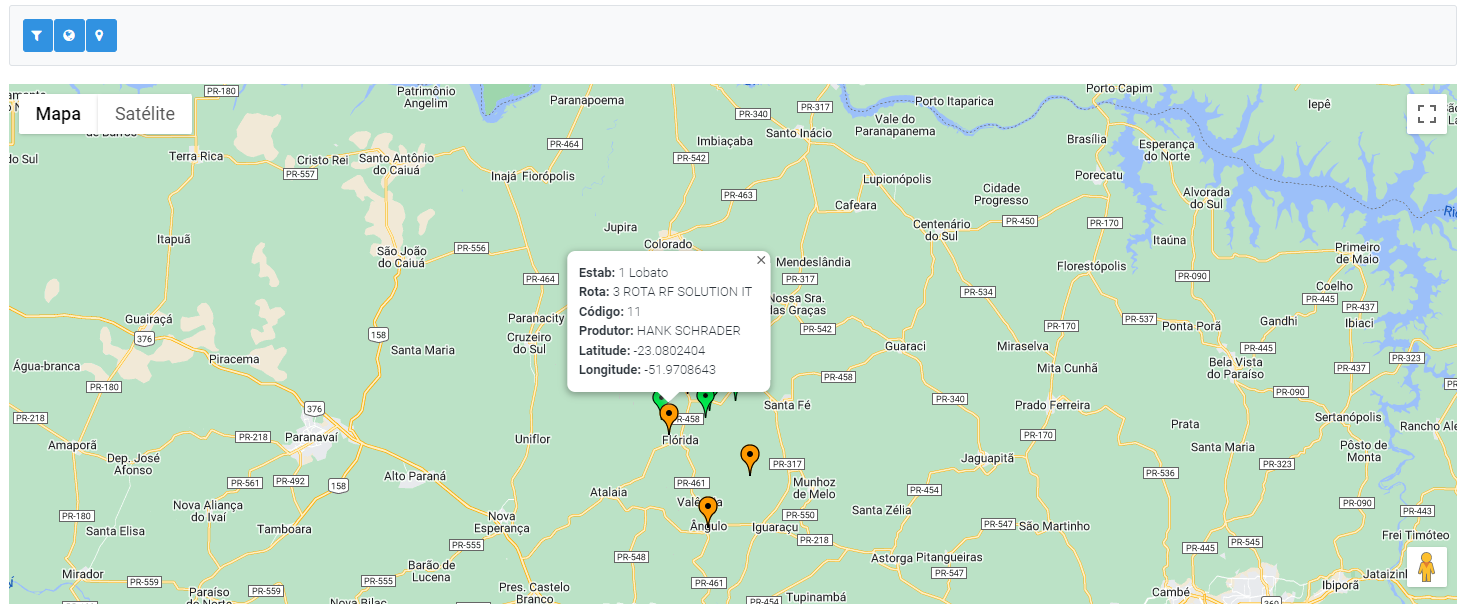 PR-180
Patrimônio
Angelim
Paranapoema
PR-317
Porto Itaparica
Porto Capim
Iepê
Mapa
Satélite
PR-340
Santo Inácio
Vale do
Paranapanema
Imbiaçaba
Brasília
Esperança
do Norte
do Sul
Terra Rica
Cristo Rei
PR-557
Santo Antônio
do Caiuá
PR-464
PR-542
Inajá
Fiorópolis
Lupionópolis
Porecatu
Cidade
Progresso
Alvorada
do Sul
PR-463
Cafeara
Centenário
do Sul
PR-450
PR-170
Jupira
Colorado
Itapuã
PR-556
São João
do Caiuá
Itaúna
Primeiro
de Maio
Mendeslândia
Florestópolis
PR-464
PR-317
PR-090
Coelho
PR-445
PR-437
Estab: 1 Lobato
Rota: 3 ROTA RF SOLUTION IT
Código: 11
Produtor: HANK SCHRADER
Latitude: -23.0802404
Longitude: -51.9708643
Nossa Sra.
das Graças
PR-534
Guairaçá
376
Paranacity
PR-542
PR-170
PR-537
Ponta Porã
Gandhi
Ibiaci
158
Cruzeiro
do Sul
Santa Maria
Guaraci
Miraselva
PR-445
Piracema
Água-branca
Mita Cunhã
Bela Vista
do Paraíso
PR-323
PR-437
PR-180
PR-458
PR-090
PR-340
376
Santa Fé
Prado Ferreira
PR-218
PR-458
Sertanópolis
Prata
Rancho Ale
Paranavaí
PR-218
Uniflor
Flórida
PR-170
Amaporã
Santa Maria
Pôsto de
Monta
Dep. José
Afonso
Jaguapitã
PR-317
PR-323
PR-536
Alto Paraná
PR-561
PR-492
158
PR-461
Munhoz
de Melo
Atalaia
PR-454
Nova Aliança
do Ivaí
PR-090
PR-443
PR-180
Santa Elisa
Tamboara
Nova
Esperança
Ângulo
PR-550
Iguaraçu
Santa Zélia
PR-547
São Martinho
PR-218
Frei Timóteo
PR-555
PR-548
PR-445
PR-545
Astorga
Pitangueiras
Barão de
Lucena
PR-547
Mirador
PR-559
PR-555
PR-461
Jataizin
Ibiporã
Cambé
Paraíso
do Norte
PR-559
Pres. Castelo
Branco
Nova Bilac
PR-454
Tupinambá
369